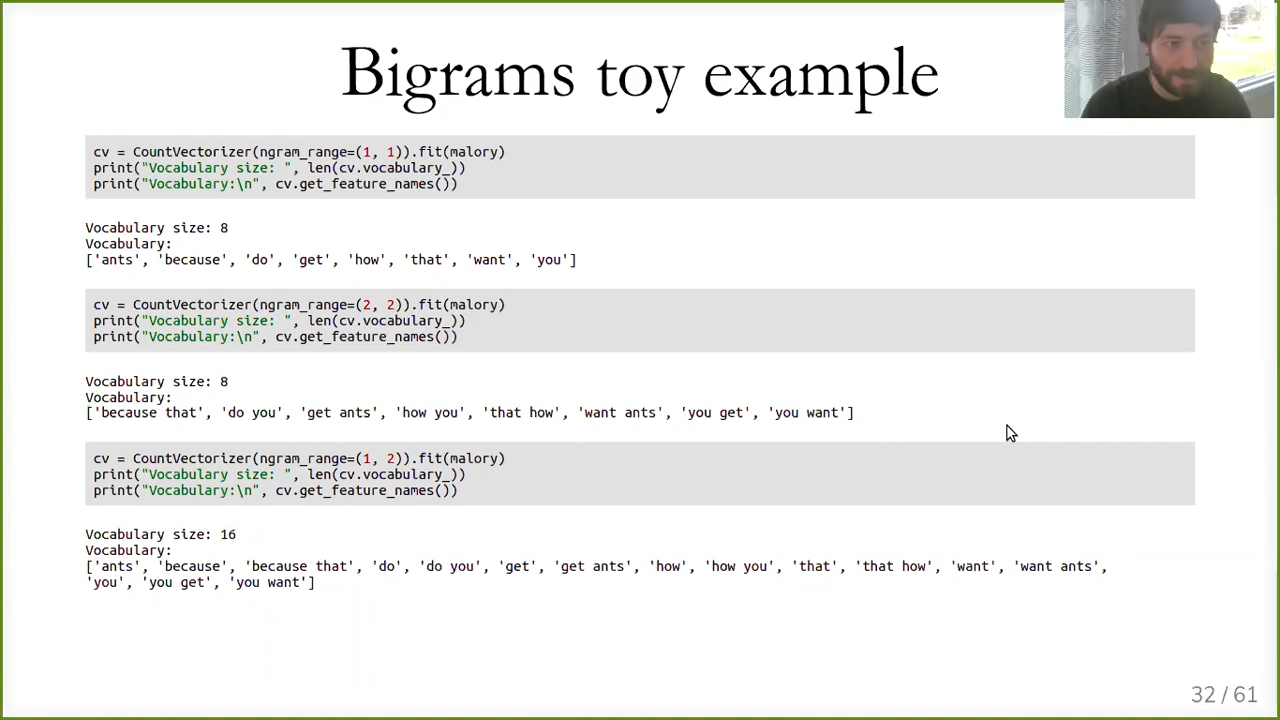 Bigrams toy example
cv = CountVectorizer(ngram_range=(1, 1)).fit(malory)
print("Vocabulary size: ", len(cv.vocabulary_))
print("Vocabulary:\n", cv.get_feature_names())
Vocabulary size: 8
Vocabulary:
['ants', 'because', 'do', 'get', 'how', 'that', 'want', 'you']
cv = CountVectorizer(ngram_range=(2, 2)).fit(malory)
print("Vocabulary size: ", len(cv.vocabulary_))
print("Vocabulary:\n", cv.get_feature_names())
Vocabulary size: 8
Vocabulary:
['because that', 'do you', 'get ants', 'how you', 'that how', 'want ants', 'you get', 'you want']
cv = CountVectorizer(ngram_range=(1, 2)).fit(malory)
print("Vocabulary size: ", len(cv.vocabulary_))
print("Vocabulary:\n", cv.get_feature_names())
Vocabulary size: 16
Vocabulary:
['ants', 'because', 'because that', 'do', 'do you', 'get', 'get ants', 'how', 'how you', 'that', 'that how', 'want', 'want ants',
'you', 'you get', 'you want']
32 / 61